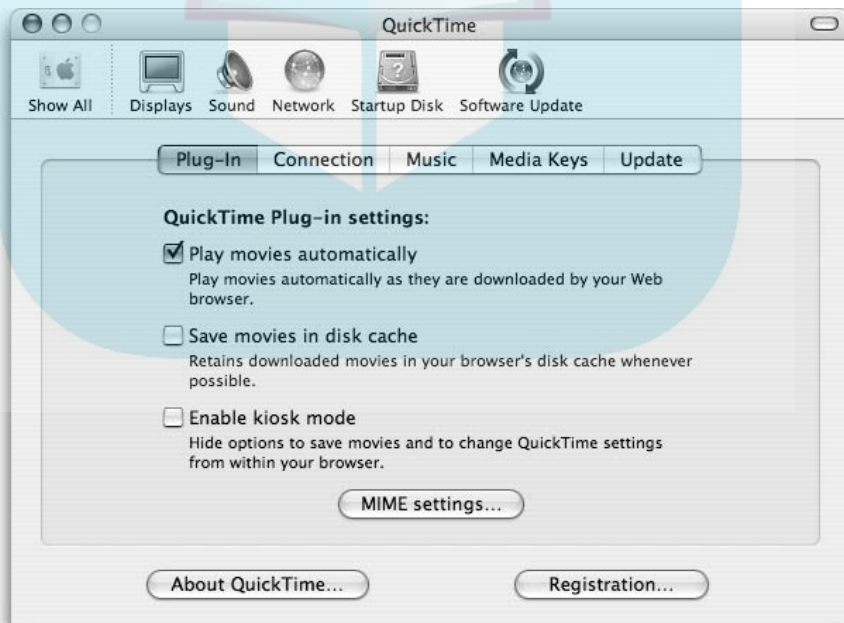 QuickTime
Show All Displays Sound Network Startup Disk Software Update
Plug-In Connection Music Media Keys Update
QuickTime Plug-in settings:
Play movies automatically
Play movies automatically as they are downloaded by your Web
browser.
Save movies in disk cache
Retains downloaded movies in your browser's disk cache whenever
possible.
Enable kiosk mode
Hide options to save movies and to change QuickTime settings
from within your browser.
MIME settings...
About QuickTime... Registration...